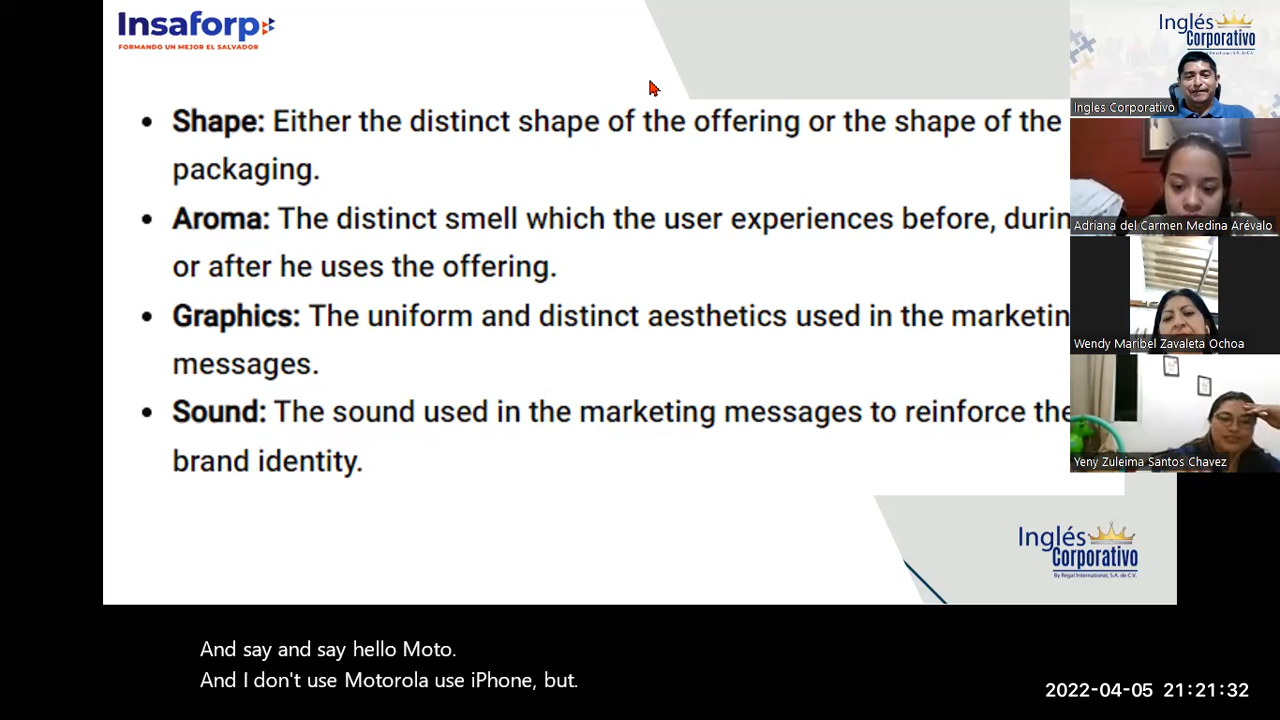 Insaforp
FORMANDO UN MEJOR EL SALVADOR
• Shape: Either the distinct shape of the offering or the shape of the
packaging.
• Aroma: The distinct smell which the user experiences before, durin
or after he uses the offering.
• Graphics: The uniform and distinct aesthetics used in the marketin
messages.
• Sound: The sound used in the marketing messages to reinforce the
brand identity.
Inglés
Corporativo
By Regal International, S.A. de C.V.
And say and say hello Moto.
And I don't use Motorola use iPhone, but.
Inglés
Corporativo
Ingles Corporativo
Adriana del Carmen Medina Arévalo
Wendy Maribel Zavaleta Ochoa
Yeny Zuleima Santos Chavez
2022-04-05 21:21:32